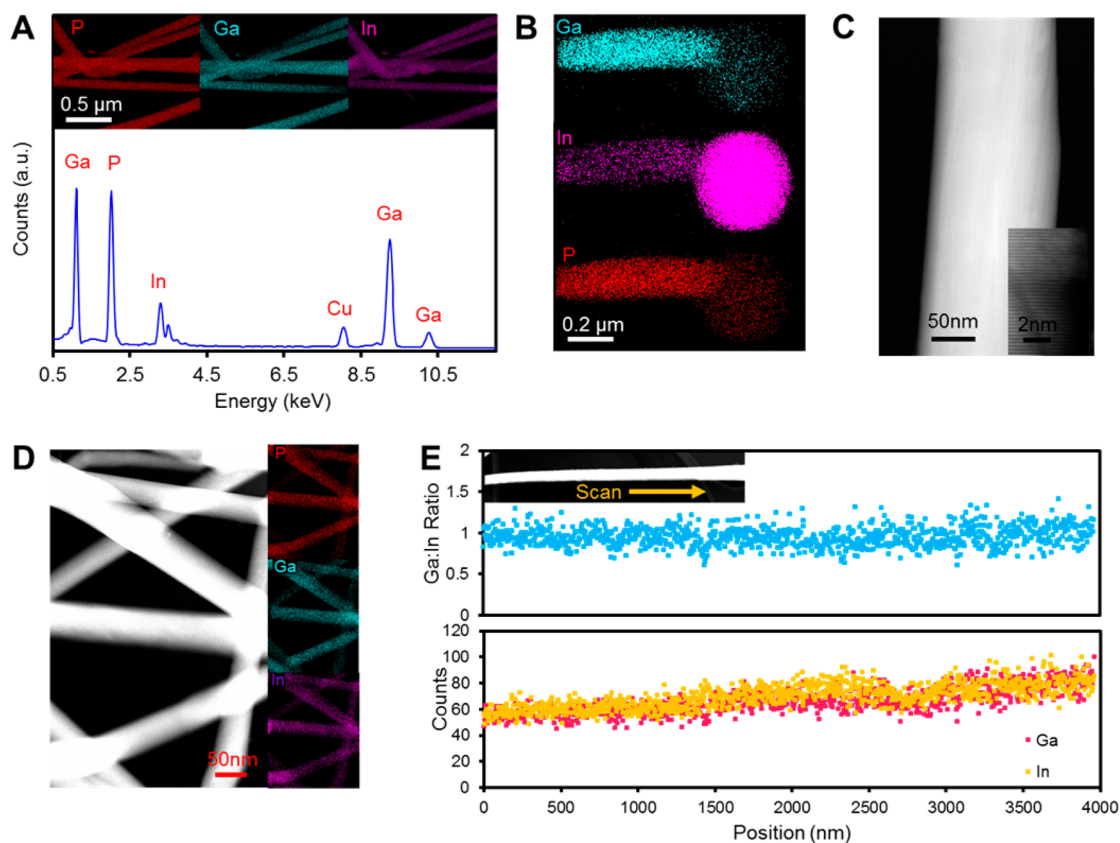 A
P
Ga
In
0.5 µm
Counts (a.u.)
Ga
P
In
Cu
Ga
Ga
0.5
2.5
4.5
6.5
8.5
10.5
Energy (keV)
B
Ga
In
P
0.2 µm
C
50nm
2nm
D
P
Ga
In
50nm
E
Ga:In Ratio
2
1.5
1
0.5
0
Scan
Counts
120
100
80
60
40
20
0
Ga
In
0
500
1000
1500
2000
2500
3000
3500
4000
Position (nm)